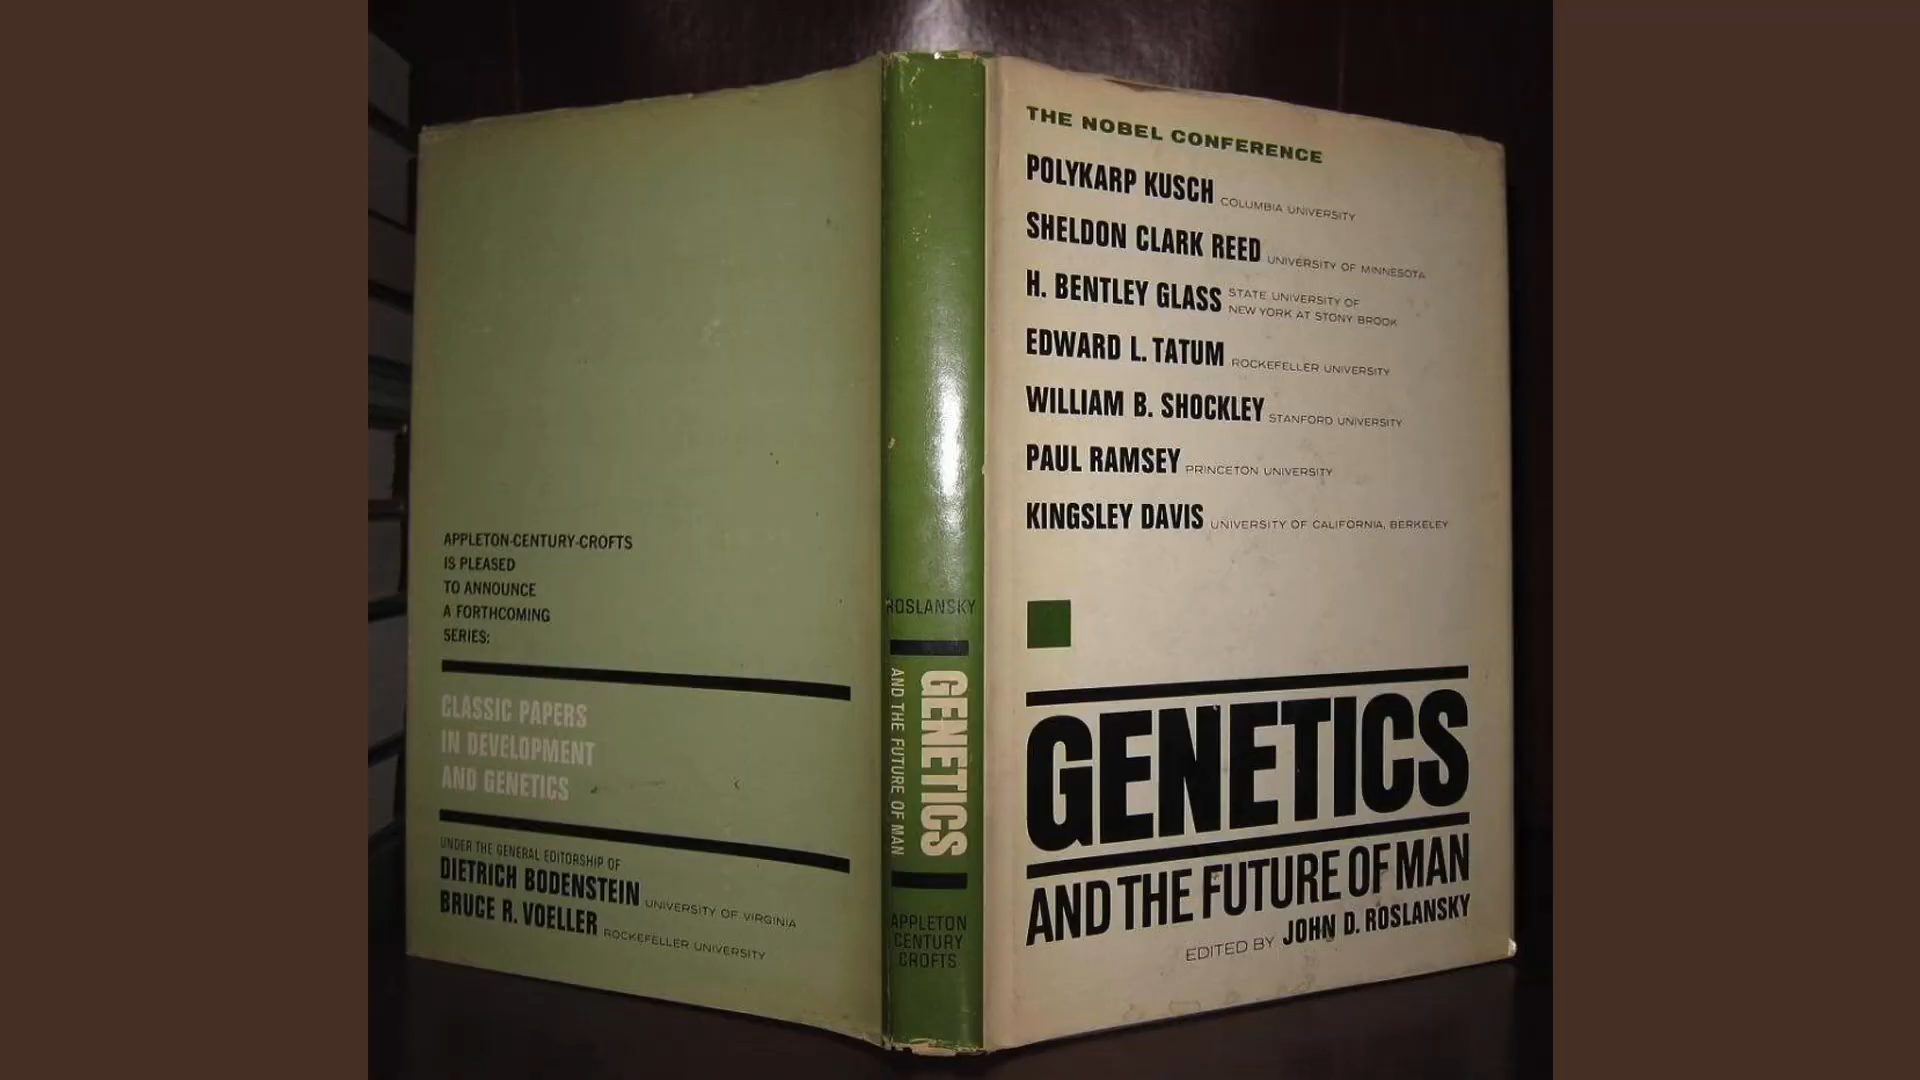 APPLETON-CENTURY-CROFTS
IS PLEASED
TO ANNOUNCE
A FORTHCOMING
SERIES:
CLASSIC PAPERS
IN DEVELOPMENT
AND GENETICS
UNDER THE GENERAL EDITORSHIP OF
DIETRICH BODENSTEIN UNIVERSITY OF VIRGINIA
BRUCE R. VOELLER ROCKEFELLER UNIVERSITY
ROSLANSKY
GENETICS
AND THE FUTURE OF MAN
APPLETON
CENTURY
CROFTS
THE NOBEL CONFERENCE
POLYKARP KUSCH COLUMBIA UNIVERSITY
SHELDON CLARK REED UNIVERSITY OF MINNESOTA
H. BENTLEY GLASS STATE UNIVERSITY OF
NEW YORK AT STONY BROOK
EDWARD L. TATUM ROCKEFELLER UNIVERSITY
WILLIAM B. SHOCKLEY STANFORD UNIVERSITY
PAUL RAMSEY PRINCETON UNIVERSITY
KINGSLEY DAVIS UNIVERSITY OF CALIFORNIA, BERKELEY
GENETICS
AND THE FUTURE OF MAN
EDITED BY JOHN D. ROSLANSKY